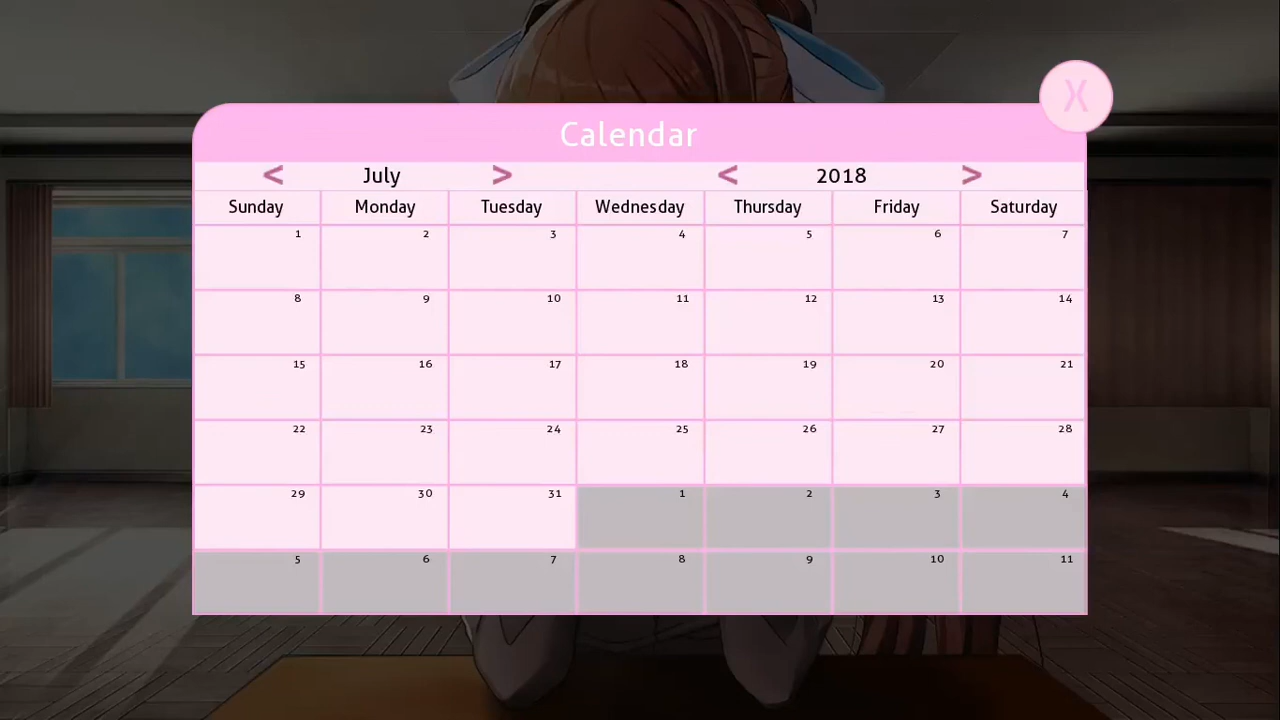 X
Calendar
< July > < 2018 >
Sunday Monday Tuesday Wednesday Thursday Friday Saturday
1 2 3 4 5 6 7
8 9 10 11 12 13 14
15 16 17 18 19 20 21
22 23 24 25 26 27 28
29 30 31 1 2 3 4
5 6 7 8 9 10 11